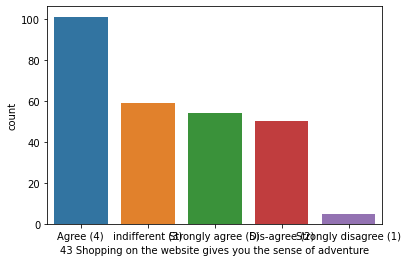 100
80
60
40
20
0
count
Agree (4) indifferent (3) Strongly agree (5) Dis-agree (2) Strongly disagree (1)
43 Shopping on the website gives you the sense of adventure